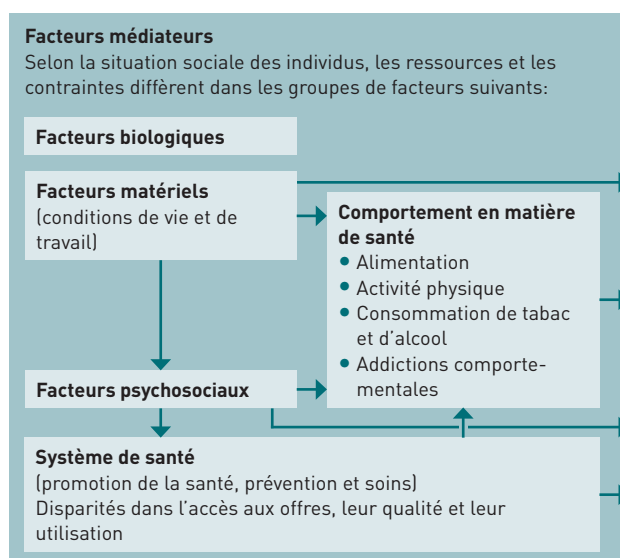 Facteurs médiateurs
Selon la situation sociale des individus, les ressources et les
contraintes diffèrent dans les groupes de facteurs suivants:
Facteurs biologiques
Facteurs matériels
(conditions de vie et de
travail)
Comportement en matière
de santé
• Alimentation
• Activité physique
• Consommation de tabac
et d'alcool
• Addictions comporte-
mentales
Facteurs psychosociaux
Système de santé
(promotion de la santé, prévention et soins)
Disparités dans l'accès aux offres, leur qualité et leur
utilisation